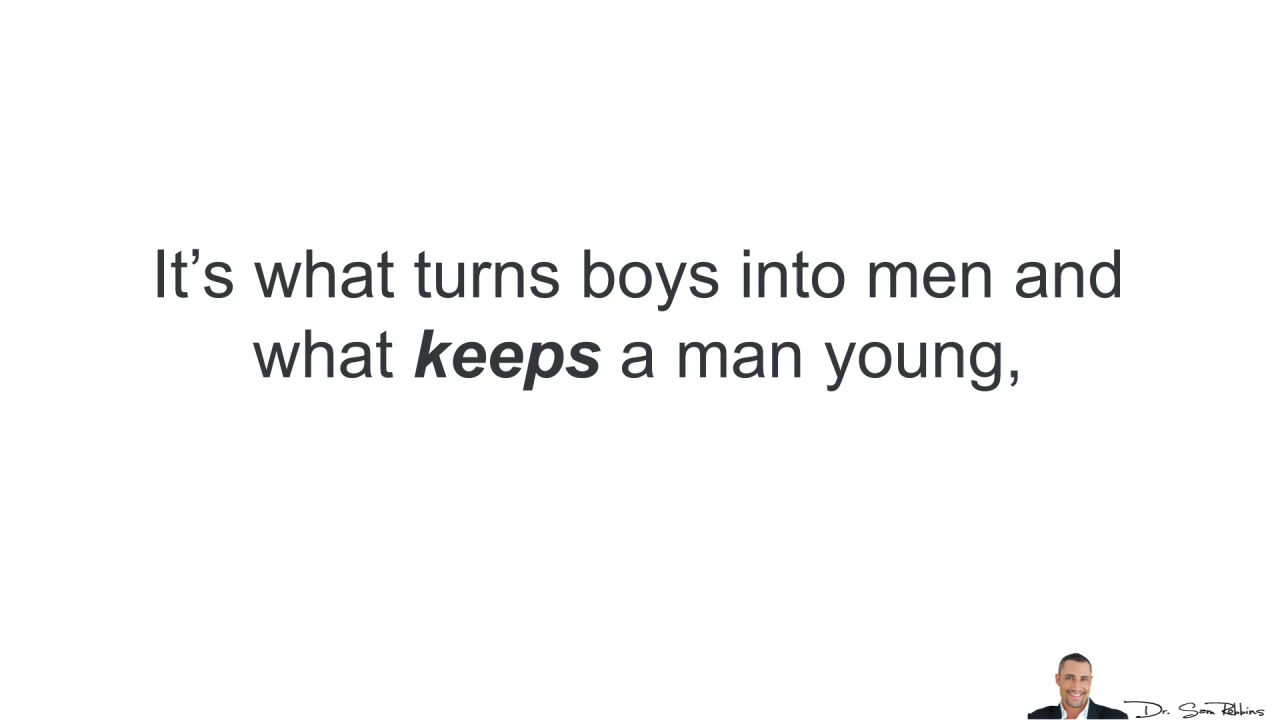 It’s what turns boys into men and
what keeps a man young,
Dr. Sam Robbins